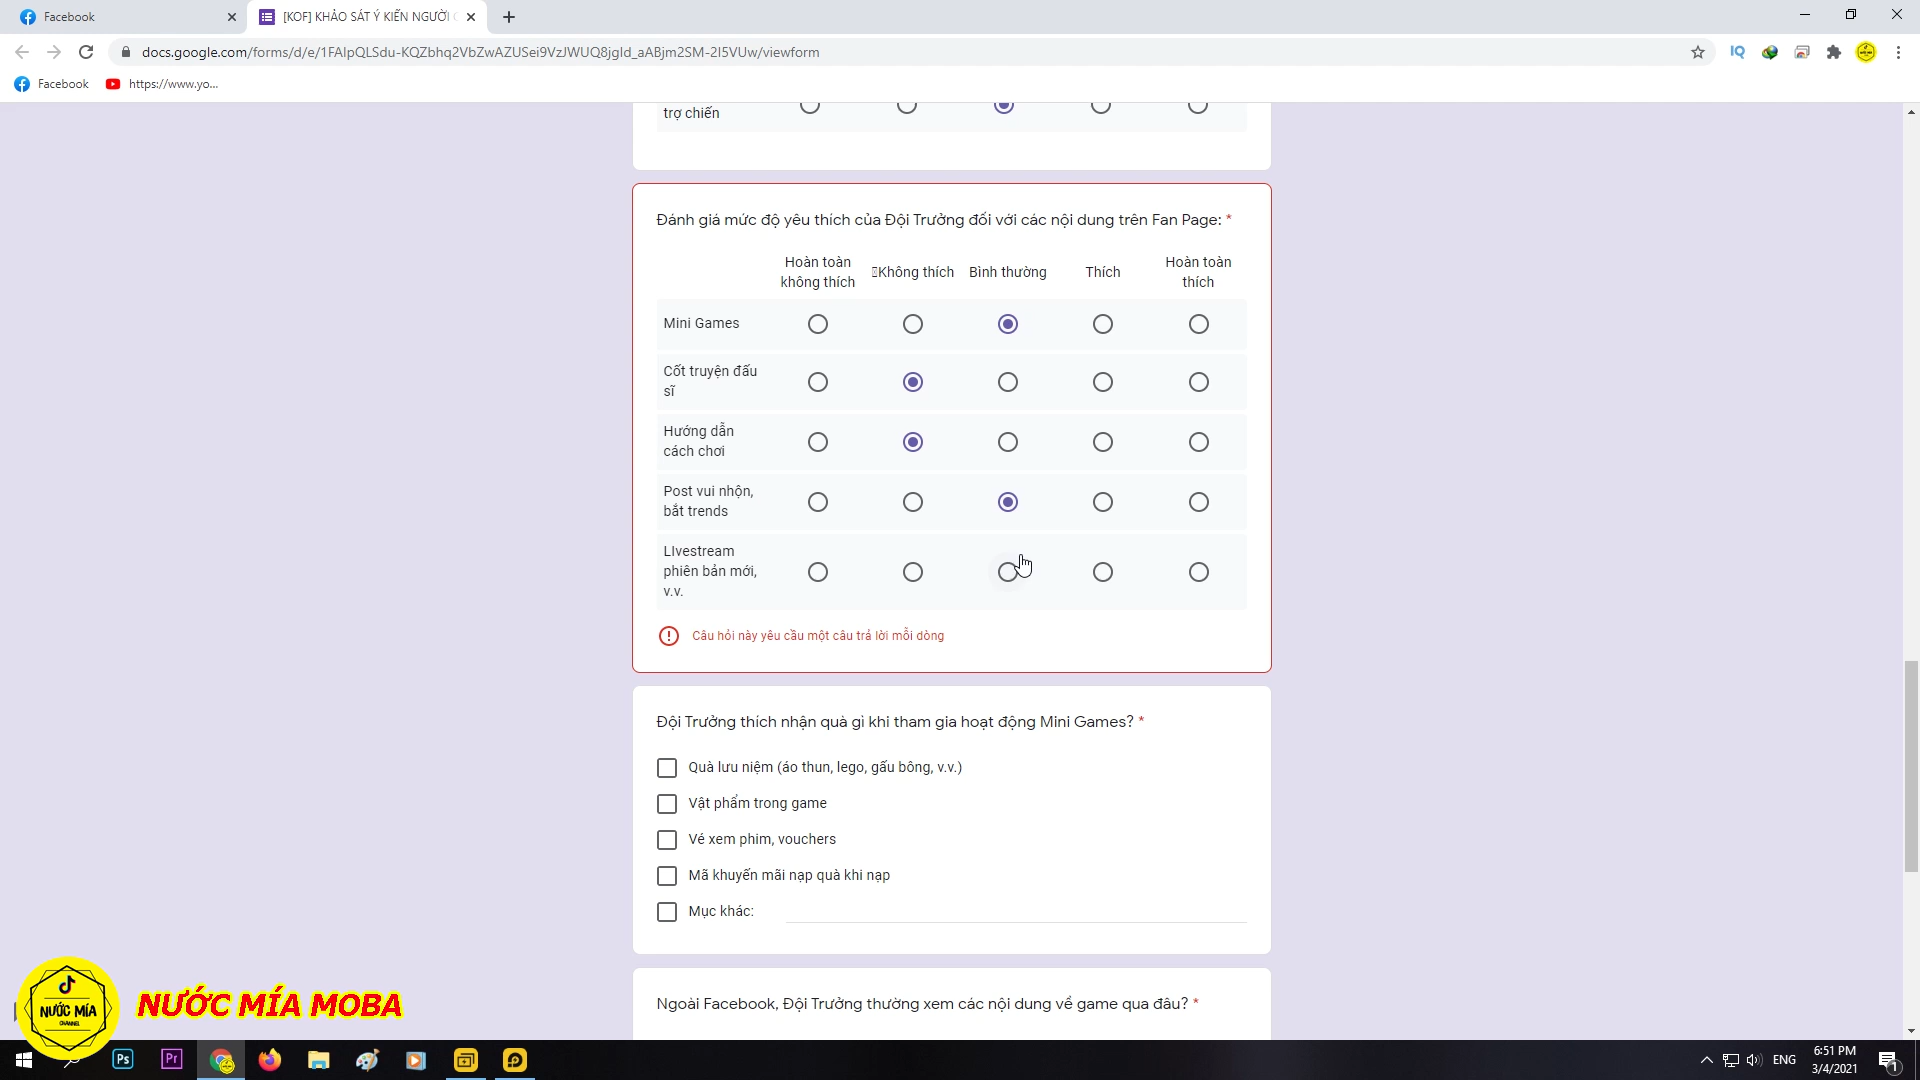 Facebook
[KOF] KHẢO SÁT Ý KIẾN NGƯỜI
docs.google.com/forms/d/e/1FAIpQLSdu-KQZbhq2VbZwAZUSei9VzJWUQ8jgId_aABjm2SM-2I5VUw/viewform
IQ
Facebook
https://www.yo...
trợ chiến
Đánh giá mức độ yêu thích của Đội Trưởng đối với các nội dung trên Fan Page: *
Hoàn toàn không thích
Không thích
Bình thường
Thích
Hoàn toàn thích
Mini Games
Cốt truyện đấu
sĩ
Hướng dẫn
cách chơi
Post vui nhộn,
bắt trends
LIvestream
phiên bản mới,
v.v.
Câu hỏi này yêu cầu một câu trả lời mỗi dòng
Đội Trưởng thích nhận quà gì khi tham gia hoạt động Mini Games? *
Quà lưu niệm (áo thun, lego, gấu bông, v.v.)
Vật phẩm trong game
Vé xem phim, vouchers
Mã khuyến mãi nạp quà khi nạp
Mục khác:
Ngoài Facebook, Đội Trưởng thường xem các nội dung về game qua đâu? *
NƯỚC MÍA
CHANNEL
NƯỚC MÍA MOBA
Ps
Pr
ENG
6:51 PM
3/4/2021
1